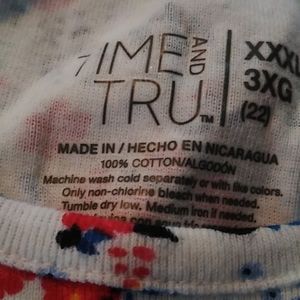 TIME AND TRU™
XXXL
3XG
(22)
MADE IN / HECHO EN NICARAGUA
100% COTTON/ALGODÓN
Machine wash cold separately or with like colors.
Only non-chlorine bleach when needed.
Tumble dry low. Medium iron if needed.